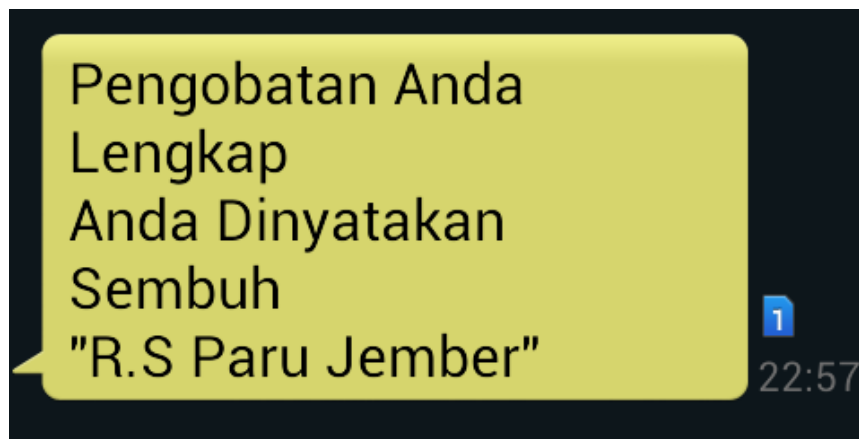 Pengobatan Anda
Lengkap
Anda Dinyatakan
Sembuh
"R.S Paru Jember"
1
22:57